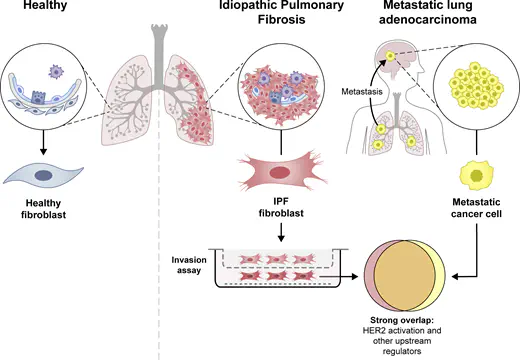 Healthy
Idiopathic Pulmonary
Fibrosis
Metastatic lung
adenocarcinoma
Metastasis
Healthy
fibroblast
IPF
fibroblast
Metastatic
cancer cell
Invasion
assay
Strong overlap:
HER2 activation and
other upstream
regulators